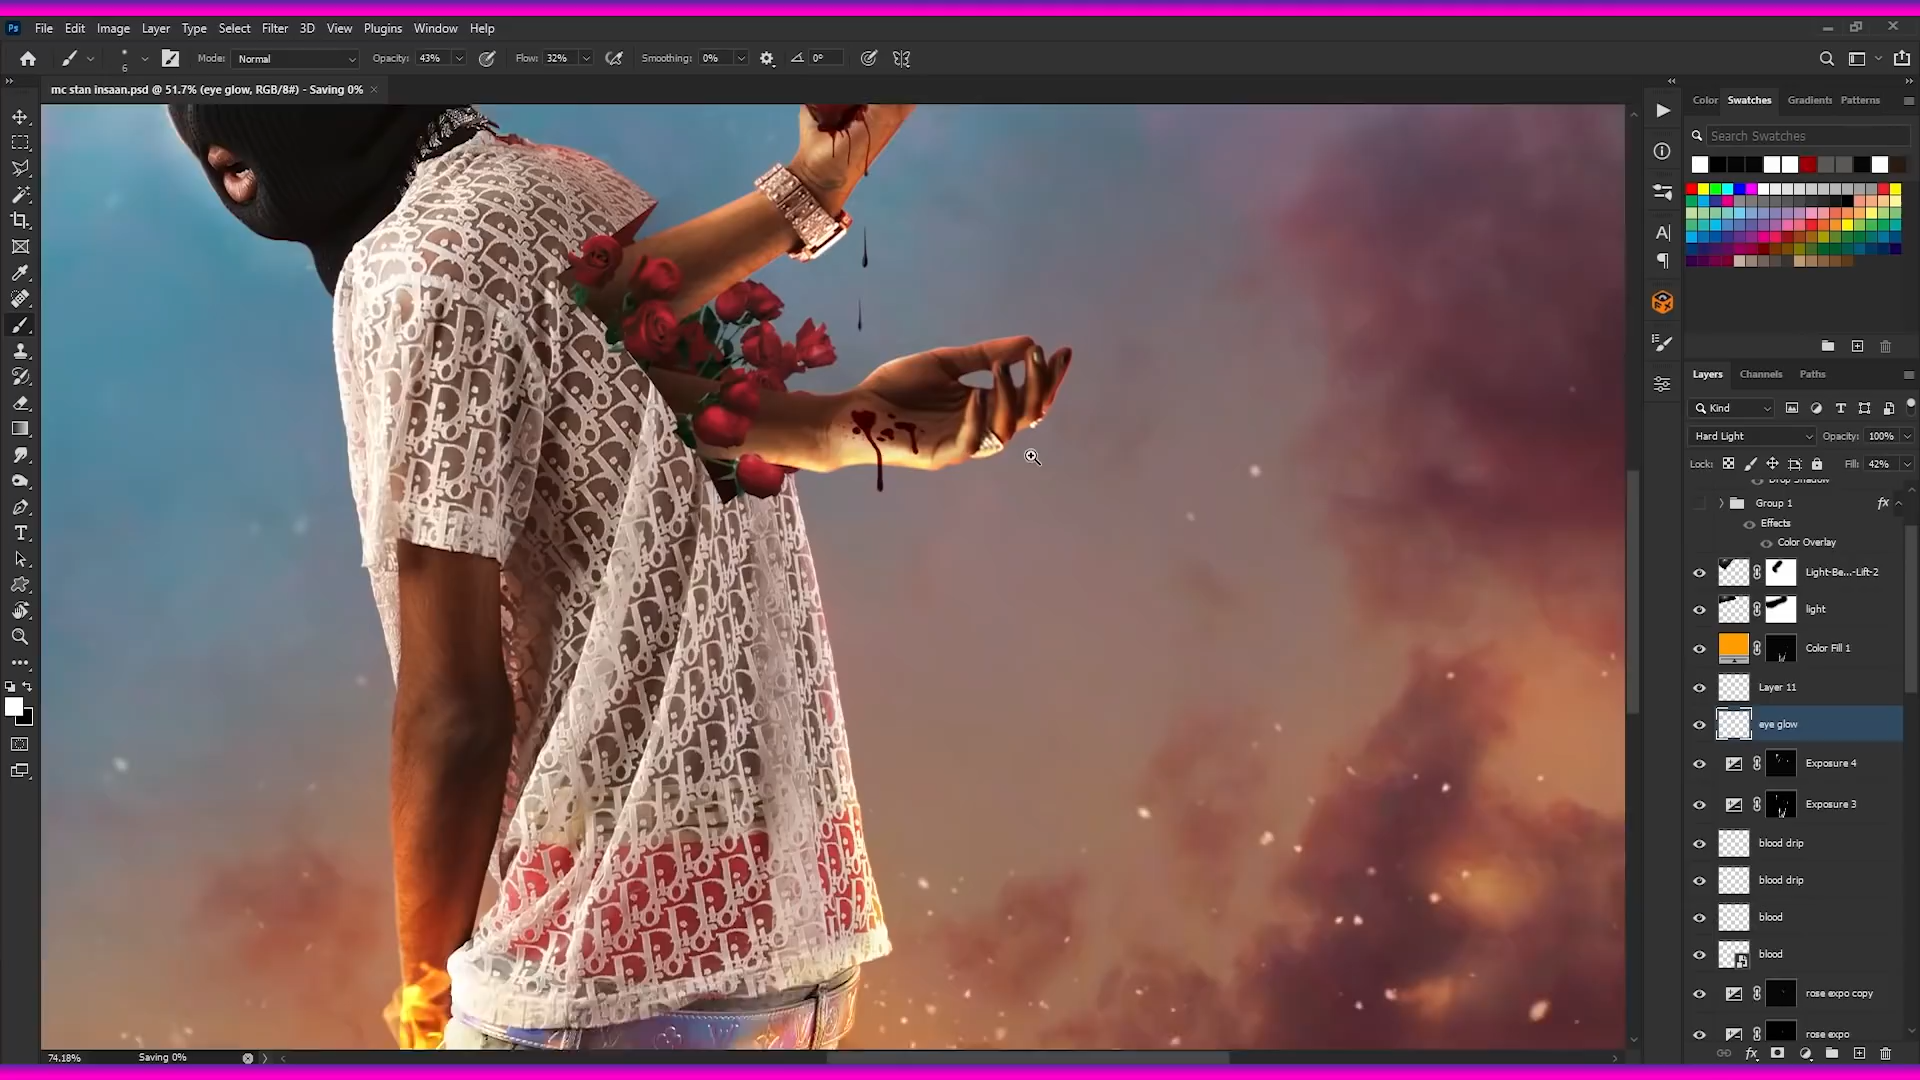 Ps File Edit Image Layer Type Select Filter 3D View Plugins Window Help
6 Mode: Normal Opacity: 43% Flow: 32% Smoothing: 0% 0°
mc stan insaan.psd @ 51.7% (eye glow, RGB/8#) - Saving 0% ×
Color Swatches Gradients Patterns
Search Swatches
Layers Channels Paths
Kind
Hard Light Opacity: 100%
Lock: Fill: 42%
Drop Shadow
Group 1 fx
Effects
Color Overlay
Light-Be...-Lift-2
light
Color Fill 1
Layer 11
eye glow
Exposure 4
Exposure 3
blood drip
blood drip
blood
blood
rose expo copy
rose expo
74.18% Saving 0%
fx